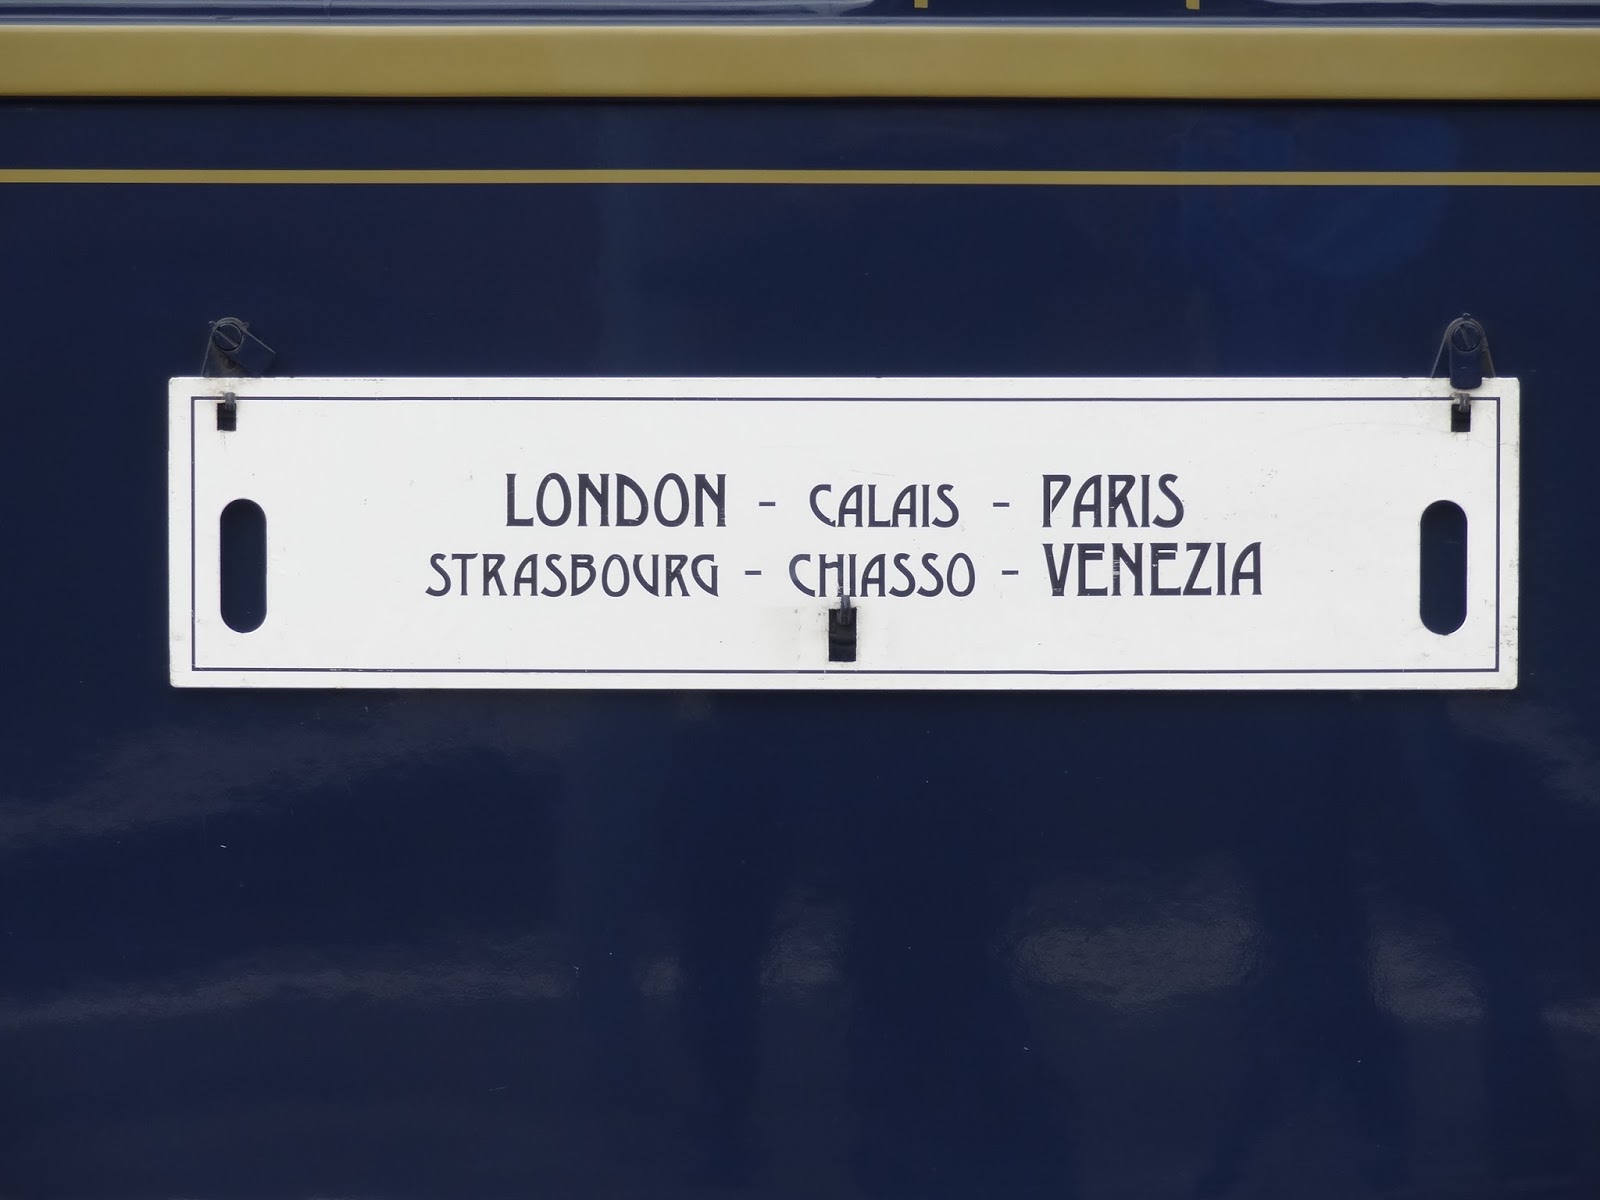 LONDON - CALAIS - PARIS
STRASBOURG - CHIASSO - VENEZIA